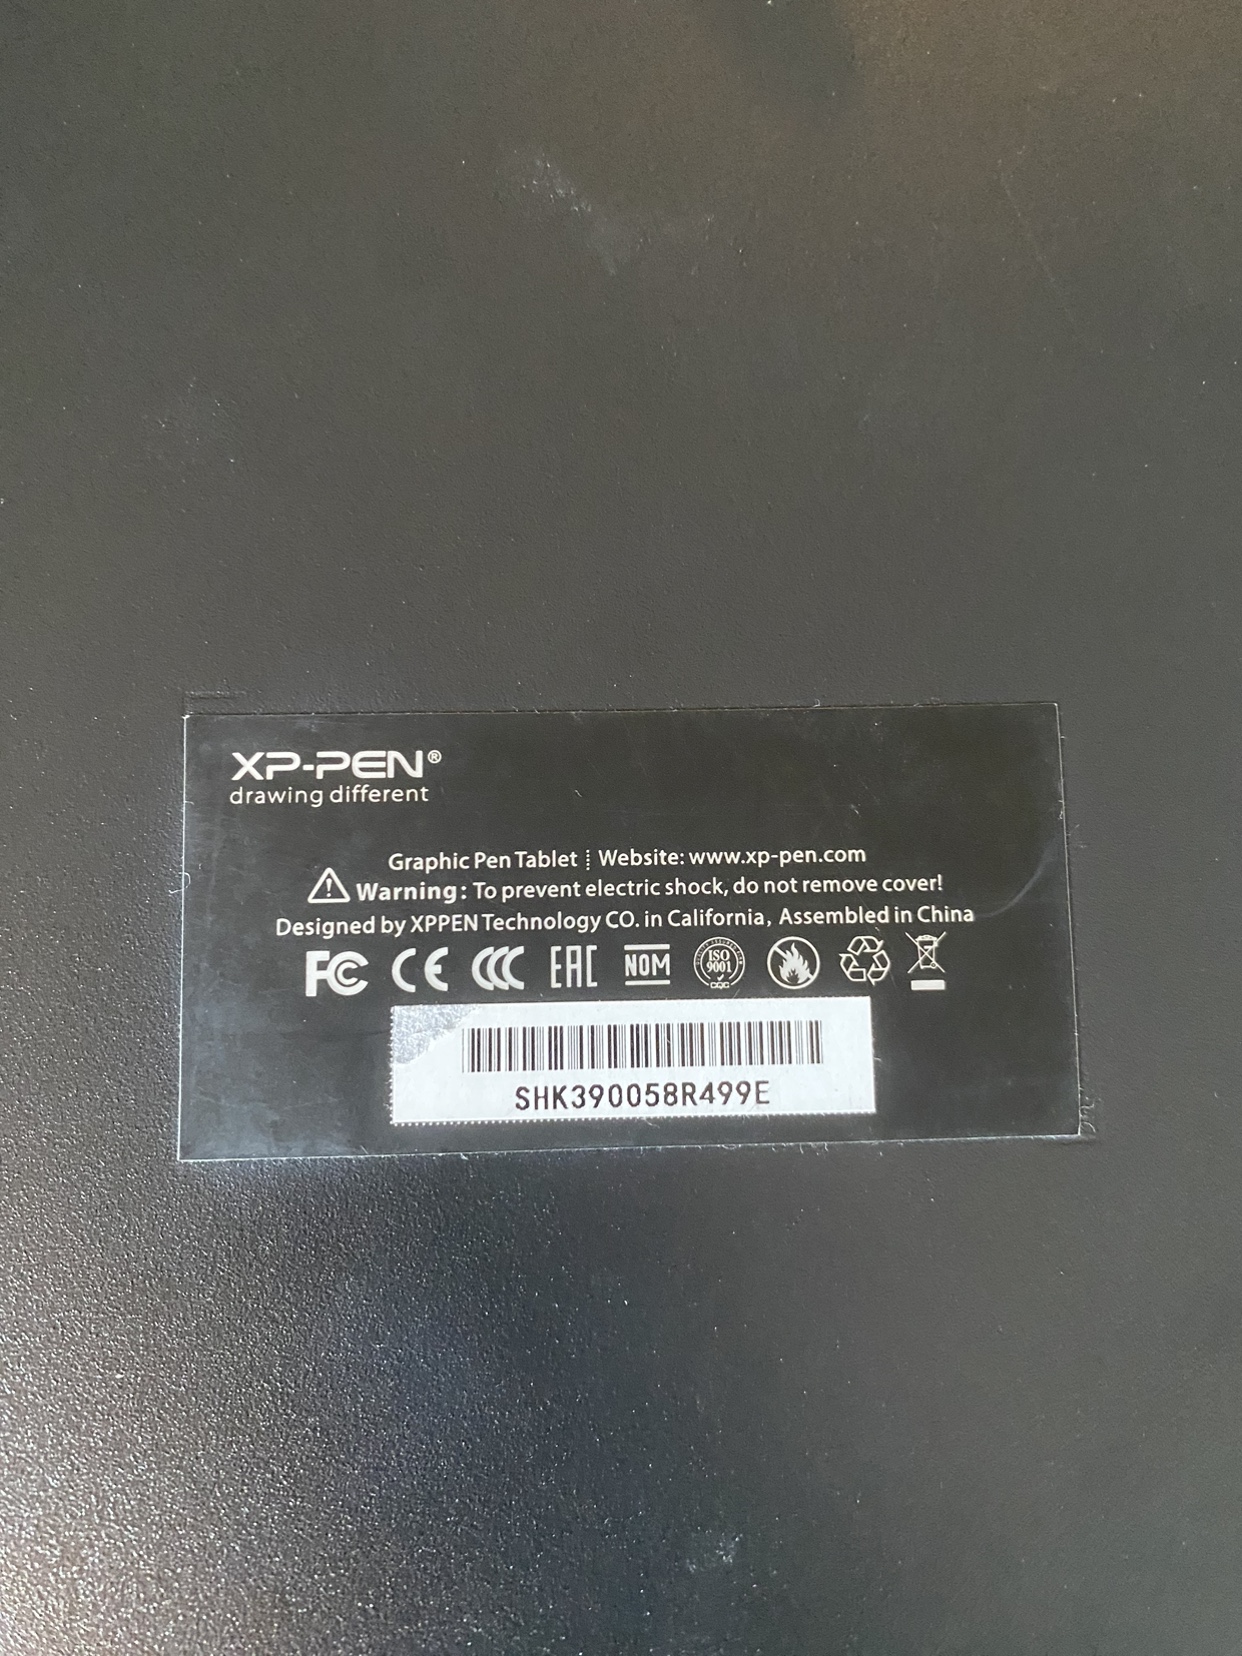 XP-PEN®
drawing different
Graphic Pen Tablet ┊ Website: www.xp-pen.com
⚠ Warning: To prevent electric shock, do not remove cover!
Designed by XPPEN Technology CO. in California, Assembled in China
FC CE CCC EAC NOM ISO 9001 CQC
SHK390058R499E